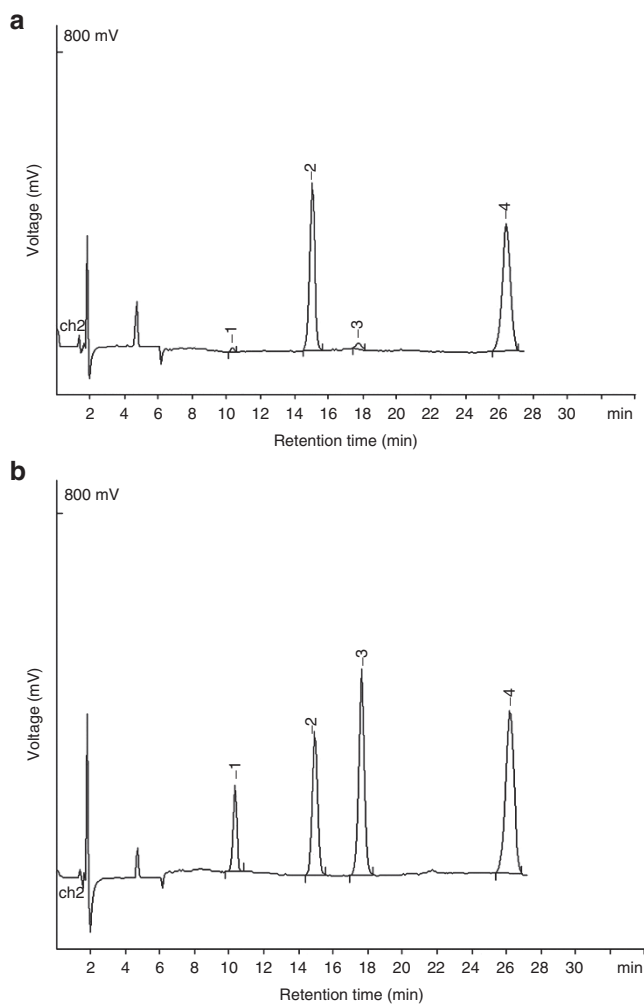 a
800 mV
Voltage (mV)
ch2
1
2
3
4
2 4 6 8 10 12 14 16 18 20 22 24 26 28 30 min
Retention time (min)
b
800 mV
Voltage (mV)
ch2
1
2
3
4
2 4 6 8 10 12 14 16 18 20 22 24 26 28 30 min
Retention time (min)